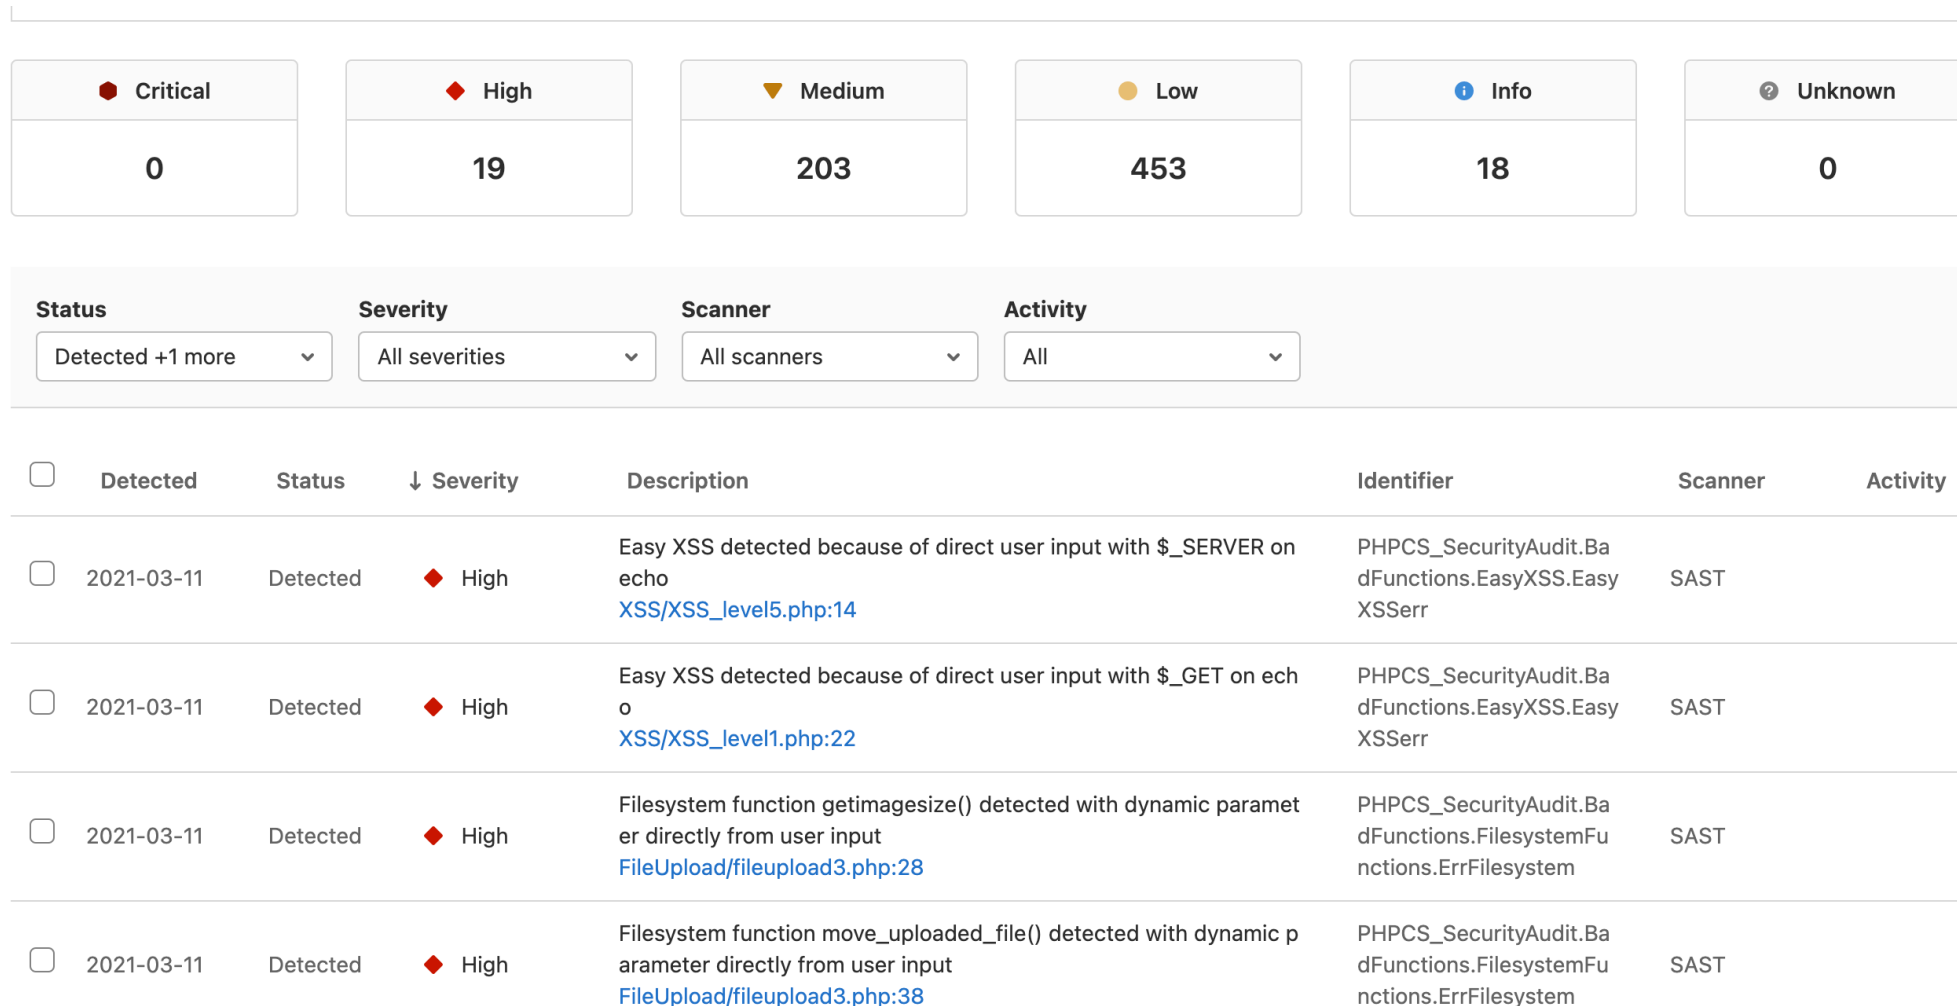 Critical
High
Medium
Low
Info
Unknown
0
19
203
453
18
0
Status
Severity
Scanner
Activity
Detected +1 more
All severities
All scanners
All
Detected
Status
↓ Severity
Description
Identifier
Scanner
Activity
2021-03-11
Detected
High
Easy XSS detected because of direct user input with $_SERVER on
echo
XSS/XSS_level5.php:14
PHPCS_SecurityAudit.Ba
dFunctions.EasyXSS.Easy
XSSerr
SAST
2021-03-11
Detected
High
Easy XSS detected because of direct user input with $_GET on ech
o
XSS/XSS_level1.php:22
PHPCS_SecurityAudit.Ba
dFunctions.EasyXSS.Easy
XSSerr
SAST
2021-03-11
Detected
High
Filesystem function getimagesize() detected with dynamic paramet
er directly from user input
FileUpload/fileupload3.php:28
PHPCS_SecurityAudit.Ba
dFunctions.FilesystemFu
nctions.ErrFilesystem
SAST
2021-03-11
Detected
High
Filesystem function move_uploaded_file() detected with dynamic p
arameter directly from user input
FileUpload/fileupload3.php:38
PHPCS_SecurityAudit.Ba
dFunctions.FilesystemFu
nctions.ErrFilesystem
SAST